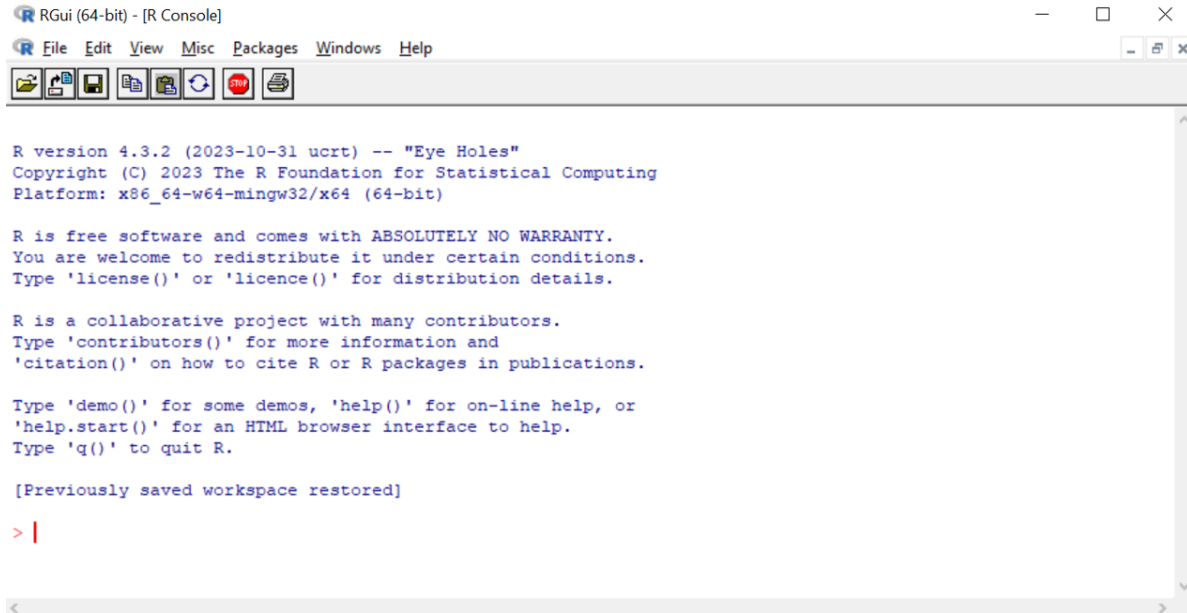 RGui (64-bit) - [R Console]
File Edit View Misc Packages Windows Help
STOP
R version 4.3.2 (2023-10-31 ucrt) -- "Eye Holes"
Copyright (C) 2023 The R Foundation for Statistical Computing
Platform: x86_64-w64-mingw32/x64 (64-bit)
R is free software and comes with ABSOLUTELY NO WARRANTY.
You are welcome to redistribute it under certain conditions.
Type 'license()' or 'licence()' for distribution details.
R is a collaborative project with many contributors.
Type 'contributors()' for more information and
'citation()' on how to cite R or R packages in publications.
Type 'demo()' for some demos, 'help()' for on-line help, or
'help.start()' for an HTML browser interface to help.
Type 'q()' to quit R.
[Previously saved workspace restored]
>